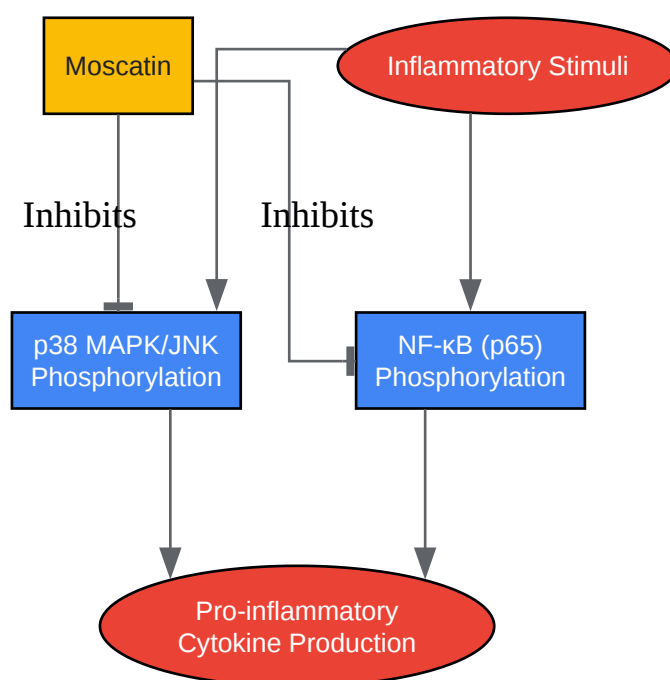 Moscatin
Inflammatory Stimuli
Inhibits
Inhibits
p38 MAPK/JNK
Phosphorylation
NF-κB (p65)
Phosphorylation
Pro-inflammatory
Cytokine Production